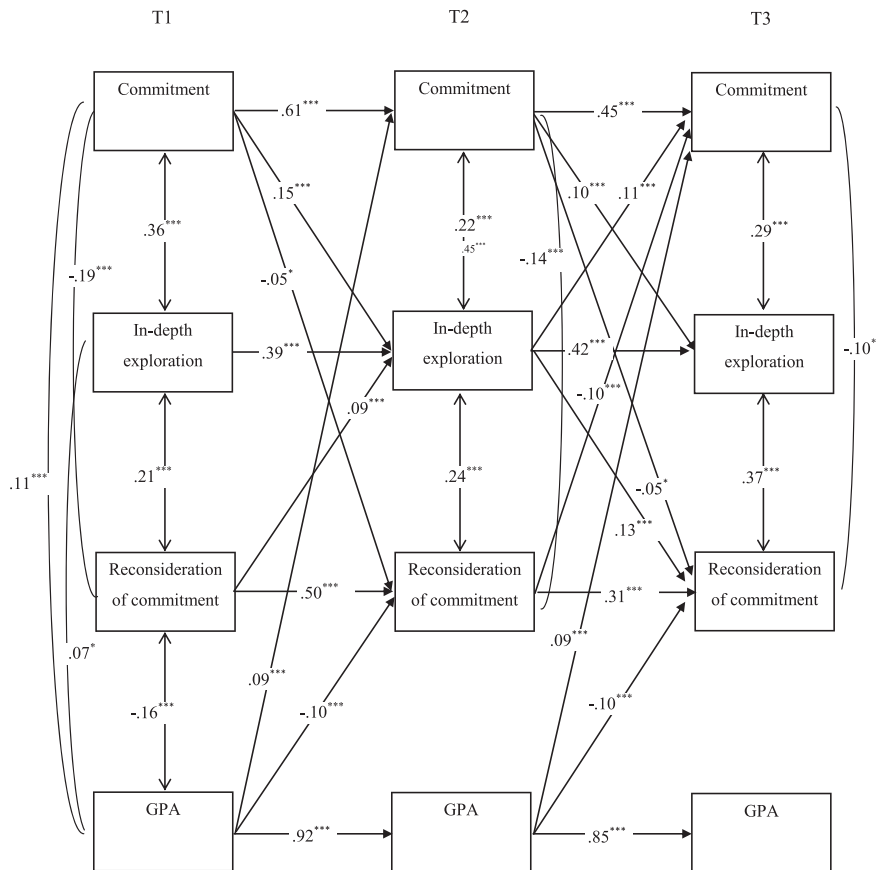 T1
T2
T3
Commitment
Commitment
Commitment
.61***
.45***
.15***
.10***
.11***
.36***
.22***
.45***
.29***
-.19***
-.05*
-.14***
In-depth
exploration
In-depth
exploration
In-depth
exploration
.39***
.42***
-.10*
.09***
-.10***
.11***
.21***
.24***
-.05*
.37***
.13***
Reconsideration
of commitment
Reconsideration
of commitment
Reconsideration
of commitment
.50***
.31***
.07*
.09***
.09***
-.16***
-.10***
-.10***
GPA
GPA
GPA
.92***
.85***